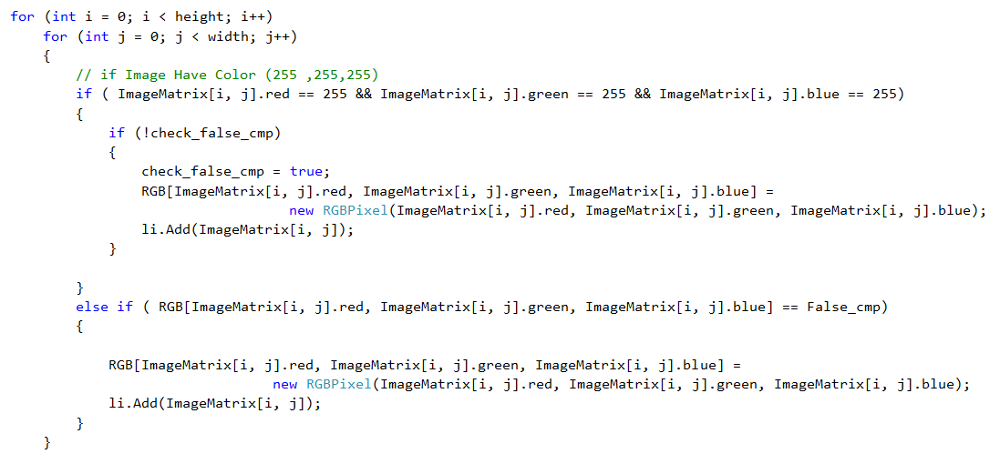 for (int i = 0; i < height; i++)
    for (int j = 0; j < width; j++)
    {
        // if Image Have Color (255 ,255,255)
        if ( ImageMatrix[i, j].red == 255 && ImageMatrix[i, j].green == 255 && ImageMatrix[i, j].blue == 255)
        {
            if (!check_false_cmp)
            {
                check_false_cmp = true;
                RGB[ImageMatrix[i, j].red, ImageMatrix[i, j].green, ImageMatrix[i, j].blue] =
                                  new RGBPixel(ImageMatrix[i, j].red, ImageMatrix[i, j].green, ImageMatrix[i, j].blue);
                li.Add(ImageMatrix[i, j]);
            }

        }
        else if ( RGB[ImageMatrix[i, j].red, ImageMatrix[i, j].green, ImageMatrix[i, j].blue] == False_cmp)
        {

            RGB[ImageMatrix[i, j].red, ImageMatrix[i, j].green, ImageMatrix[i, j].blue] =
                                new RGBPixel(ImageMatrix[i, j].red, ImageMatrix[i, j].green, ImageMatrix[i, j].blue);
            li.Add(ImageMatrix[i, j]);
        }
    }